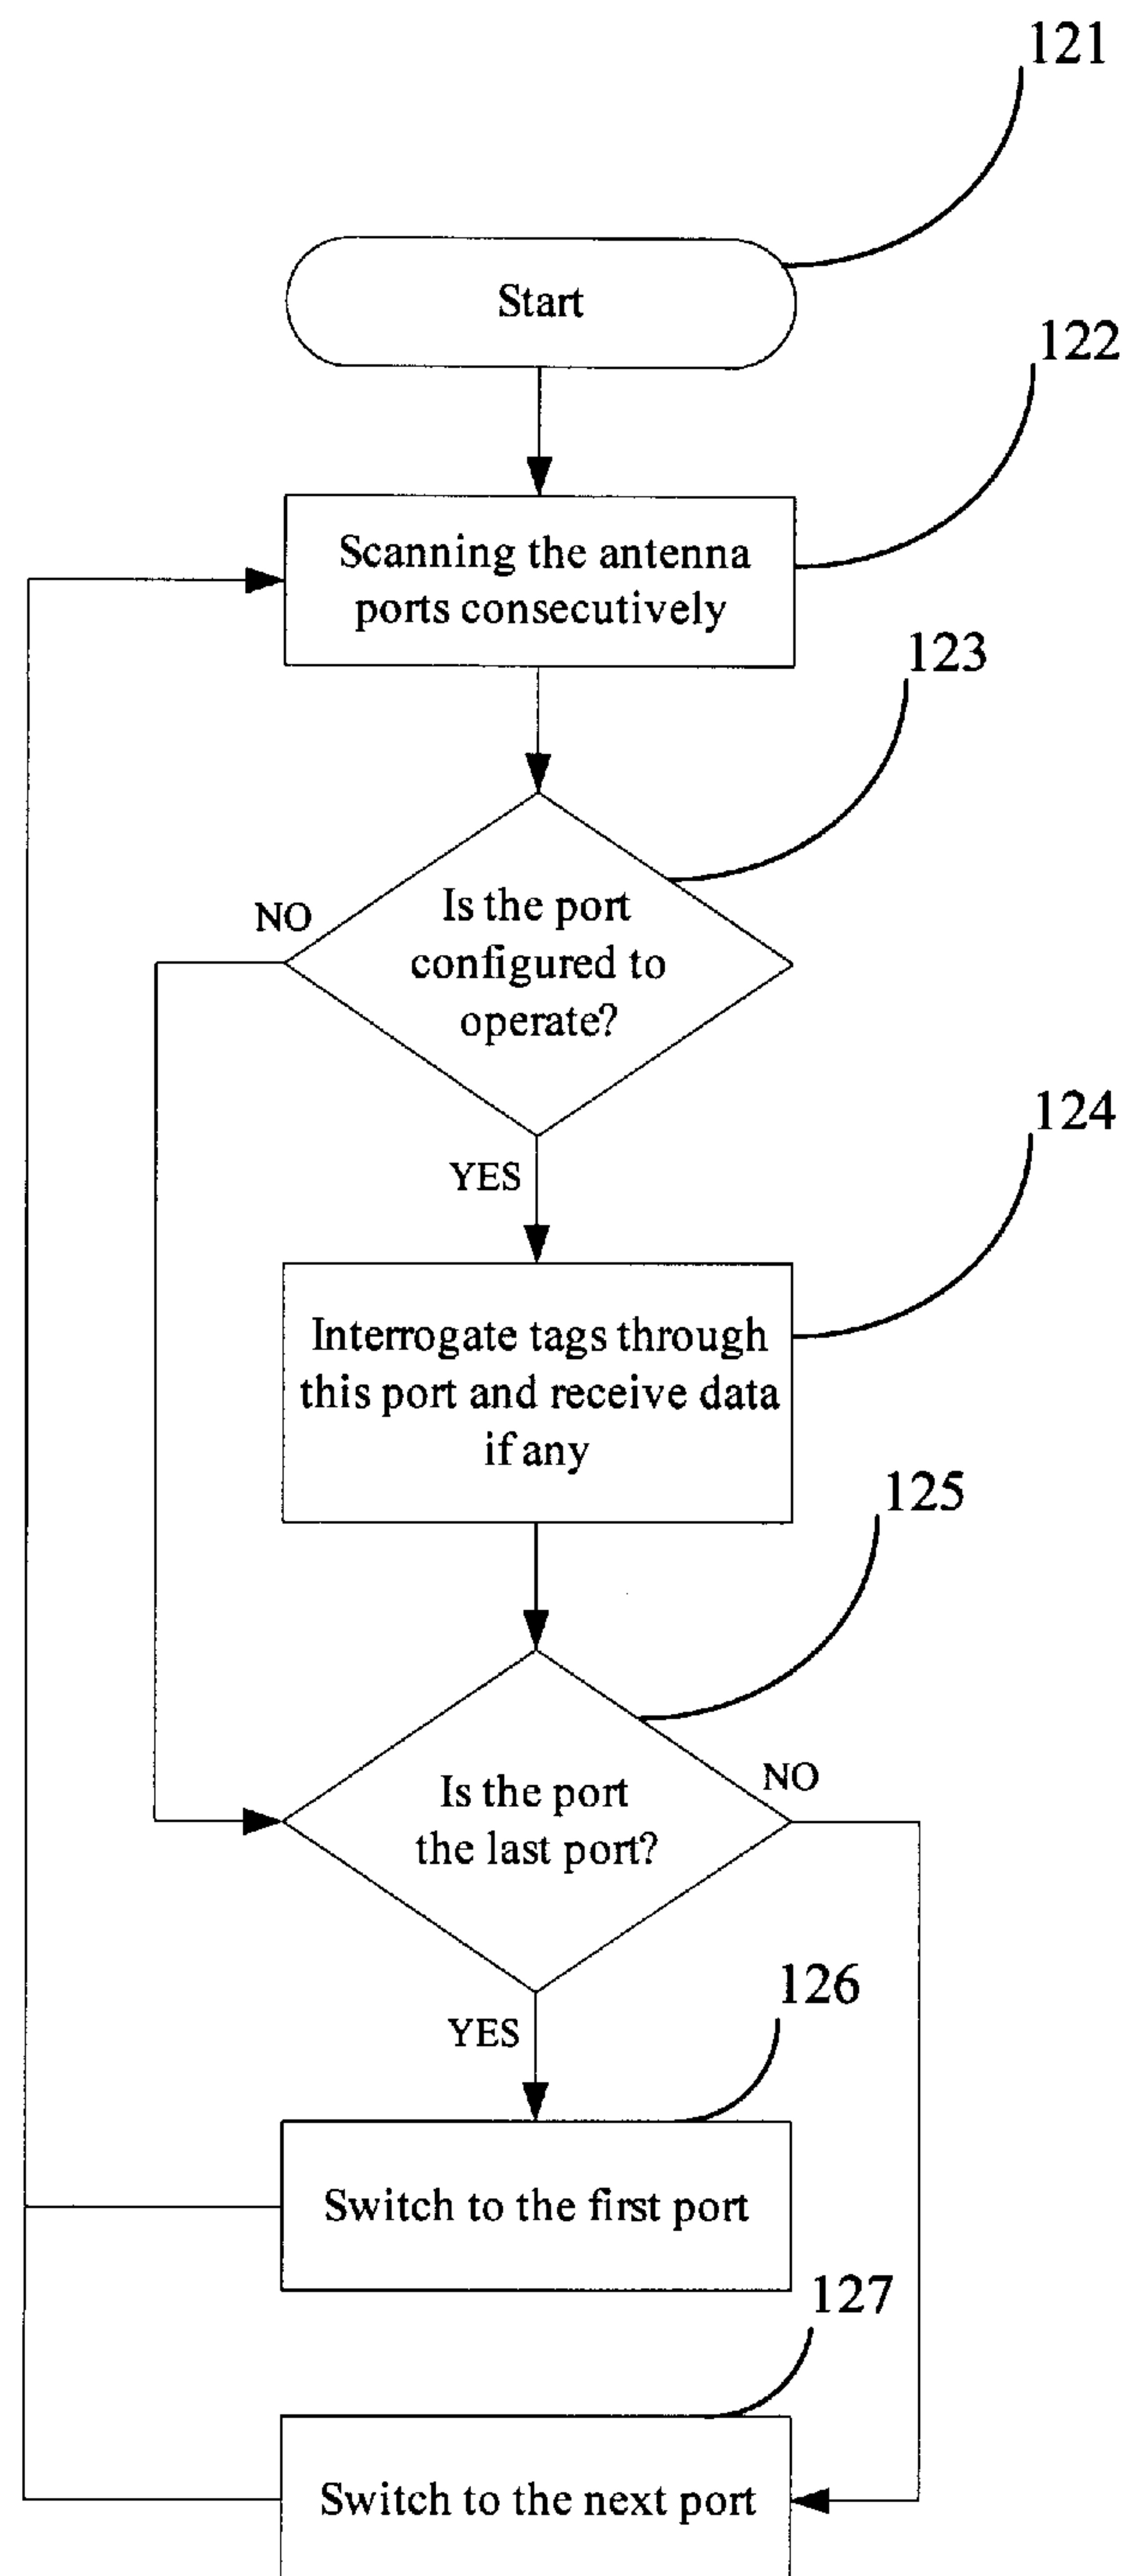 121
Start
122
Scanning the antenna
ports consecutively
123
NO
Is the port
configured to
operate?
YES
124
Interrogate tags through
this port and receive data
if any
125
NO
Is the port
the last port?
YES
126
Switch to the first port
127
Switch to the next port